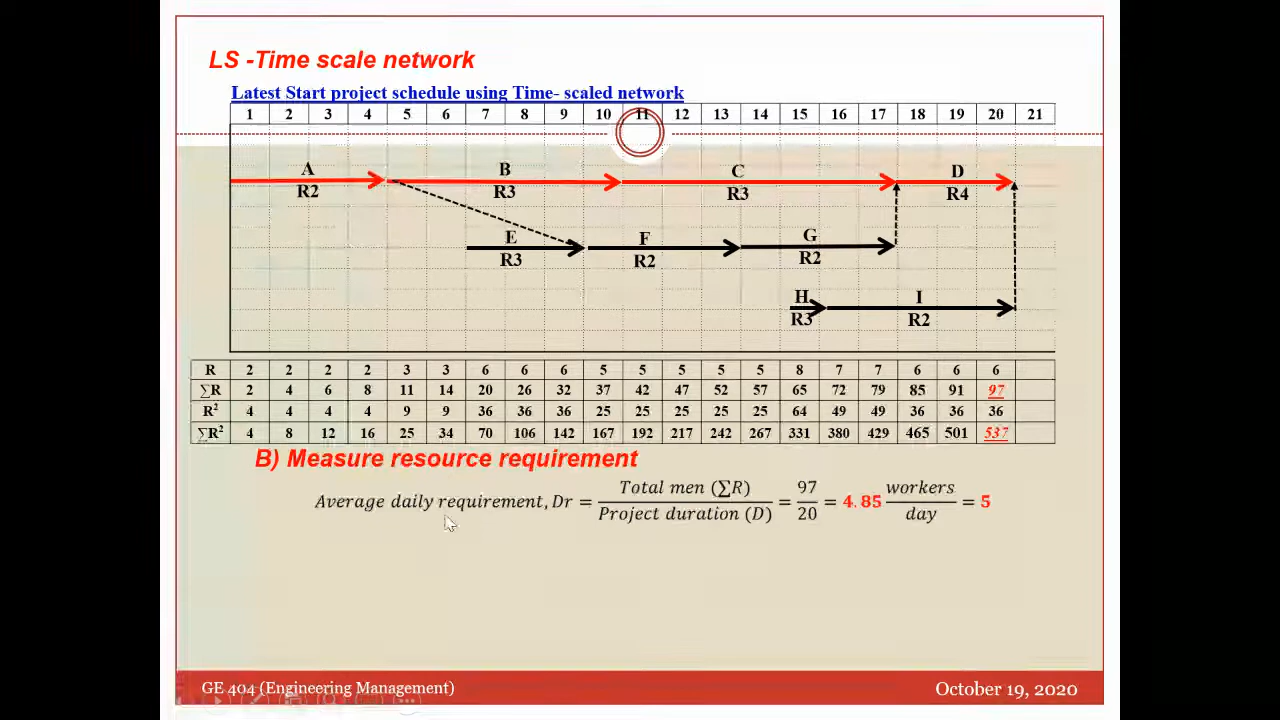 LS -Time scale network
Latest Start project schedule using Time- scaled network
1 2 3 4 5 6 7 8 9 10 11 12 13 14 15 16 17 18 19 20 21
A B C D
R2 R3 R3 R4
E F G
R3 R2 R2
H I
R3 R2
R 2 2 2 2 3 3 6 6 6 5 5 5 5 5 8 7 7 6 6 6
∑R 2 4 6 8 11 14 20 26 32 37 42 47 52 57 65 72 79 85 91 97
R² 4 4 4 4 9 9 36 36 36 25 25 25 25 25 64 49 49 36 36 36
∑R² 4 8 12 16 25 34 70 106 142 167 192 217 242 267 331 380 429 465 501 537
B) Measure resource requirement
Average daily requirement, Dr = Total men (∑R) / Project duration (D) = 97 / 20 = 4.85 workers / day = 5
GE 404 (Engineering Management) October 19, 2020